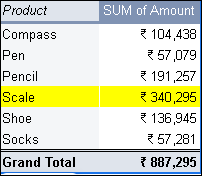 Product SUM of Amount
Compass ₹ 104,438
Pen ₹ 57,079
Pencil ₹ 191,257
Scale ₹ 340,295
Shoe ₹ 136,945
Socks ₹ 57,281
Grand Total ₹ 887,295